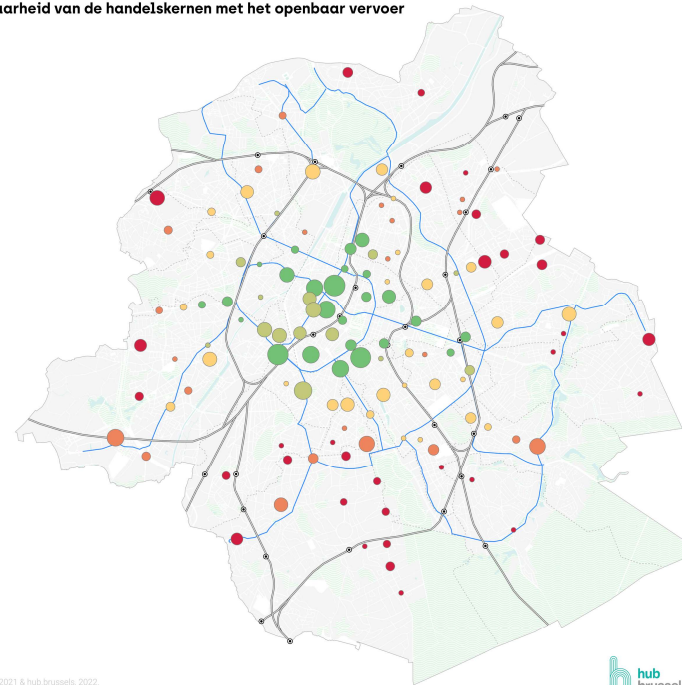 arheid van de handelskernen met het openbaar vervoer
2021 & hub.brussels, 2022.
hub